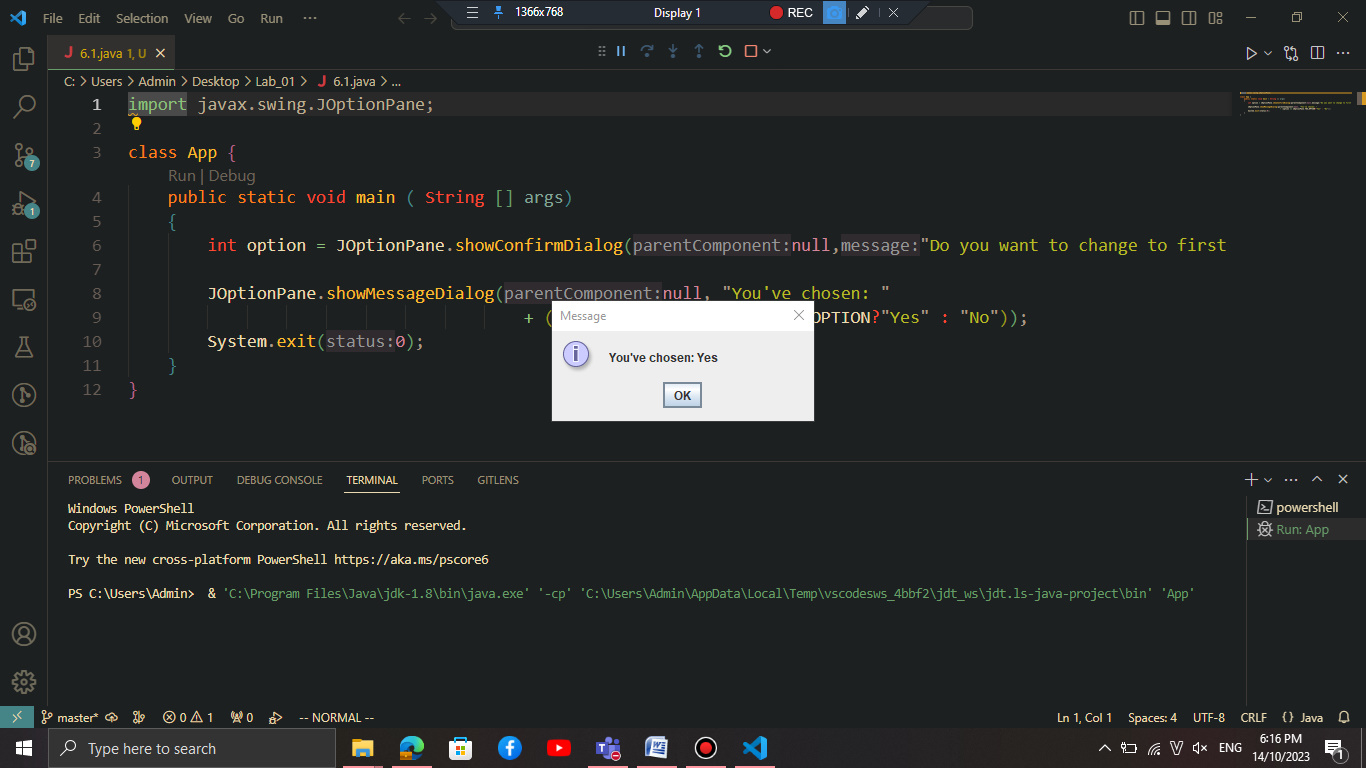 File Edit Selection View Go Run ···
1366x768 Display 1 REC
J 6.1.java 1, U
C: > Users > Admin > Desktop > Lab_01 > J 6.1.java > ...
1 import javax.swing.JOptionPane;
2
3 class App {
Run | Debug
4 public static void main ( String [] args)
5 {
6 int option = JOptionPane.showConfirmDialog(parentComponent:null,message:"Do you want to change to first
7
8 JOptionPane.showMessageDialog(parentComponent:null, "You've chosen: "
9 + ( OPTION?"Yes" : "No"));
10 System.exit(status:0);
11 }
12 }
Message
i You've chosen: Yes
OK
PROBLEMS 1 OUTPUT DEBUG CONSOLE TERMINAL PORTS GITLENS
Windows PowerShell
Copyright (C) Microsoft Corporation. All rights reserved.
Try the new cross-platform PowerShell https://aka.ms/pscore6
PS C:\Users\Admin> & 'C:\Program Files\Java\jdk-1.8\bin\java.exe' '-cp' 'C:\Users\Admin\AppData\Local\Temp\vscodesws_4bbf2\jdt_ws\jdt.ls-java-project\bin' 'App'
powershell
Run: App
7
1
master* 0 1 0 -- NORMAL -- Ln 1, Col 1 Spaces: 4 UTF-8 CRLF {} Java
Type here to search
ENG 6:16 PM
14/10/2023
1